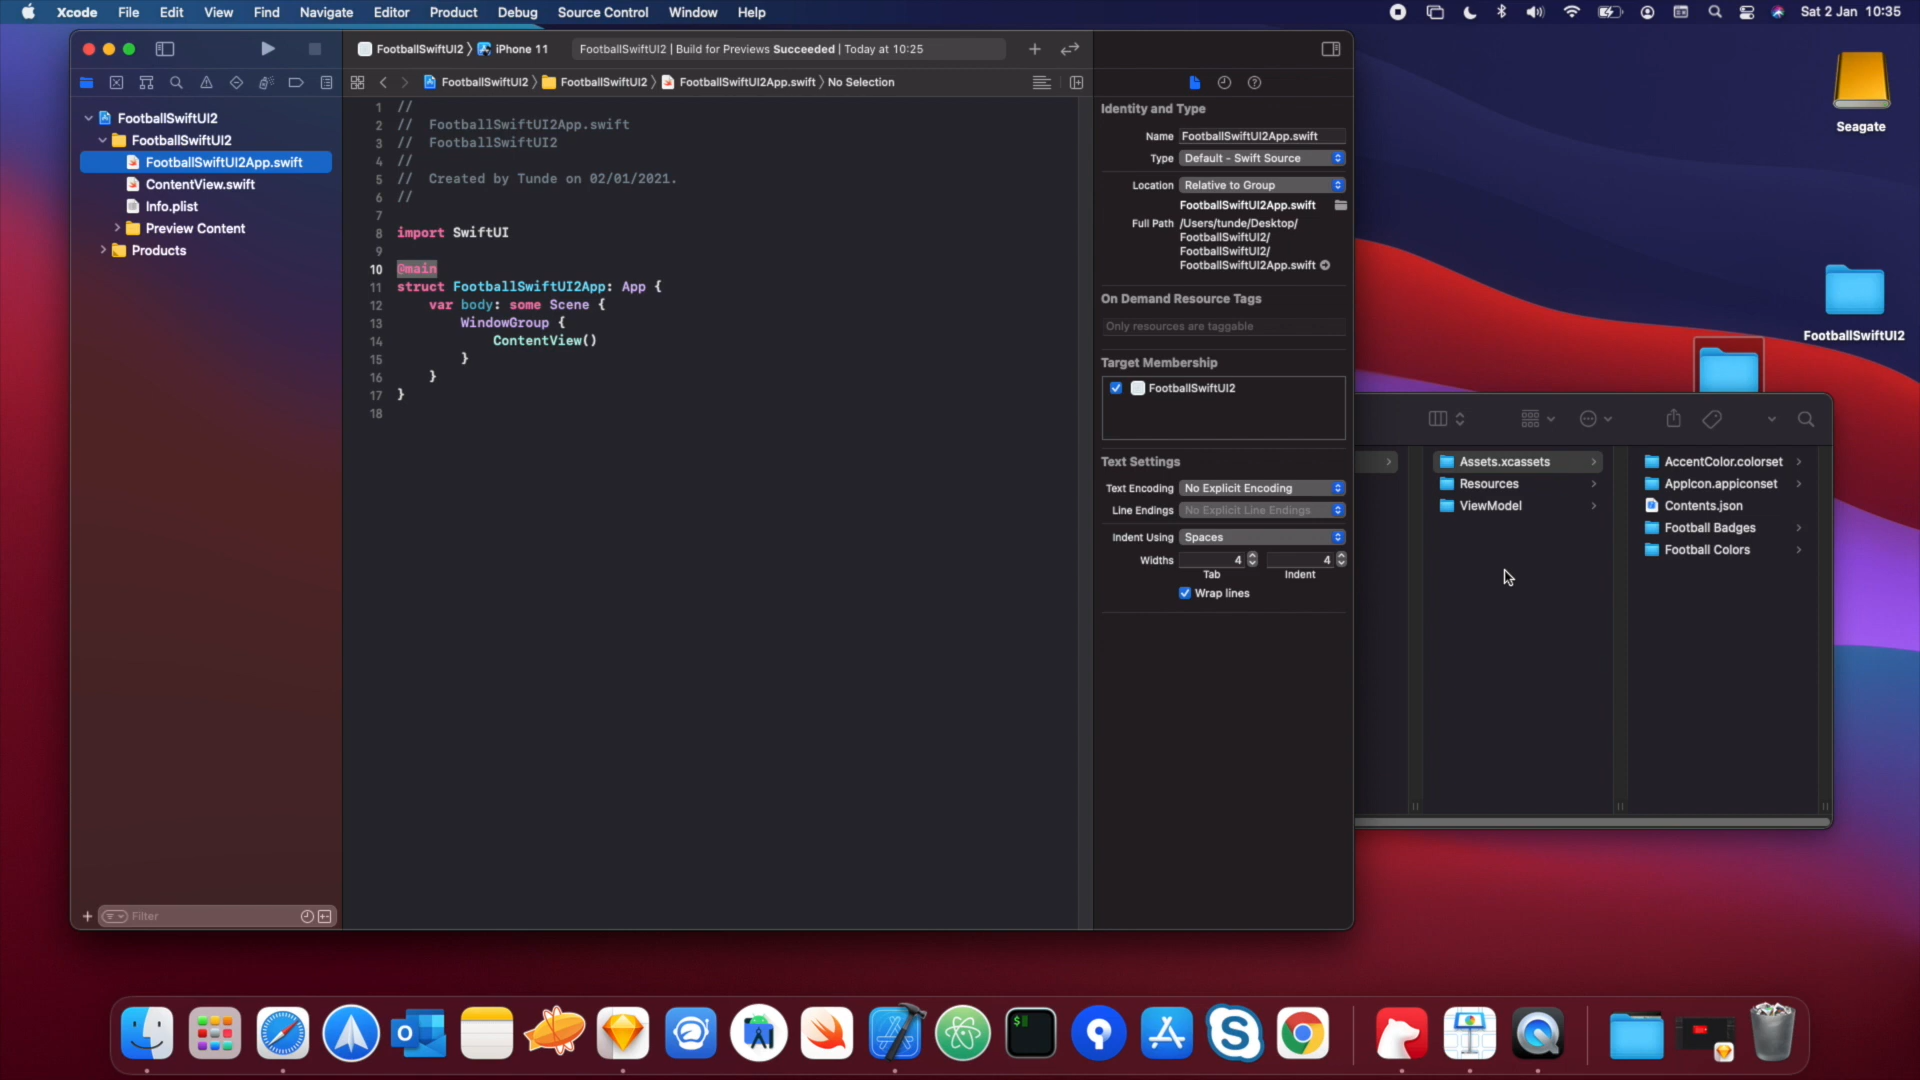 Xcode File Edit View Find Navigate Editor Product Debug Source Control Window Help Sat 2 Jan 10:35
FootballSwiftUI2 iPhone 11 FootballSwiftUI2 | Build for Previews Succeeded | Today at 10:25
FootballSwiftUI2 FootballSwiftUI2 FootballSwiftUI2App.swift No Selection
FootballSwiftUI2
FootballSwiftUI2
FootballSwiftUI2App.swift
ContentView.swift
Info.plist
Preview Content
Products
Filter
1 //
2 // FootballSwiftUI2App.swift
3 // FootballSwiftUI2
4 //
5 // Created by Tunde on 02/01/2021.
6 //
7
8 import SwiftUI
9
10 @main
11 struct FootballSwiftUI2App: App {
12 var body: some Scene {
13 WindowGroup {
14 ContentView()
15 }
16 }
17 }
18
Identity and Type
Name FootballSwiftUI2App.swift
Type Default - Swift Source
Location Relative to Group
FootballSwiftUI2App.swift
Full Path /Users/tunde/Desktop/
FootballSwiftUI2/
FootballSwiftUI2/
FootballSwiftUI2App.swift
On Demand Resource Tags
Only resources are taggable
Target Membership
FootballSwiftUI2
Text Settings
Text Encoding No Explicit Encoding
Line Endings No Explicit Line Endings
Indent Using Spaces
Widths 4 4
Tab Indent
Wrap lines
Seagate
FootballSwiftUI2
Assets.xcassets
Resources
ViewModel
AccentColor.colorset
AppIcon.appiconset
Contents.json
Football Badges
Football Colors